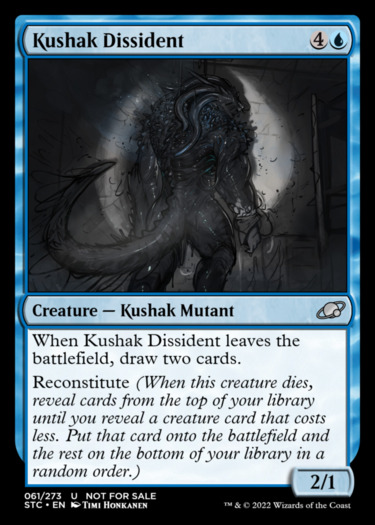 Kushak Dissident 4
Creature — Kushak Mutant
When Kushak Dissident leaves the
battlefield, draw two cards.
Reconstitute (When this creature dies,
reveal cards from the top of your library
until you reveal a creature card that costs
less. Put that card onto the battlefield and
the rest on the bottom of your library in a
random order.)
2/1
061/273 U NOT FOR SALE
STC • EN Timi Honkanen
™ & © 2022 Wizards of the Coast